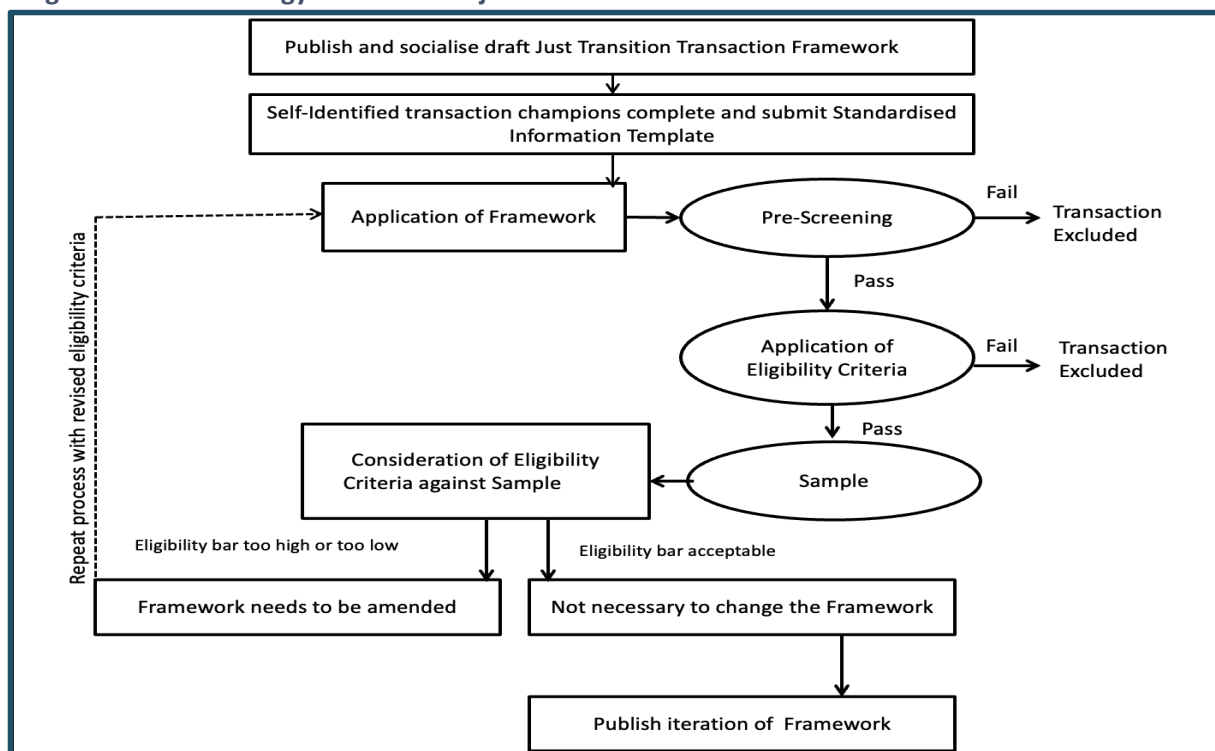 Publish and socialise draft Just Transition Transaction Framework
Self-Identified transaction champions complete and submit Standardised
Information Template
Application of Framework
Pre-Screening
Fail
Transaction
Excluded
Pass
Application of
Eligibility Criteria
Fail
Transaction
Excluded
Pass
Sample
Consideration of Eligibility
Criteria against Sample
Eligibility bar too high or too low
Eligibility bar acceptable
Repeat process with revised eligibility criteria
Framework needs to be amended
Not necessary to change the Framework
Publish iteration of Framework